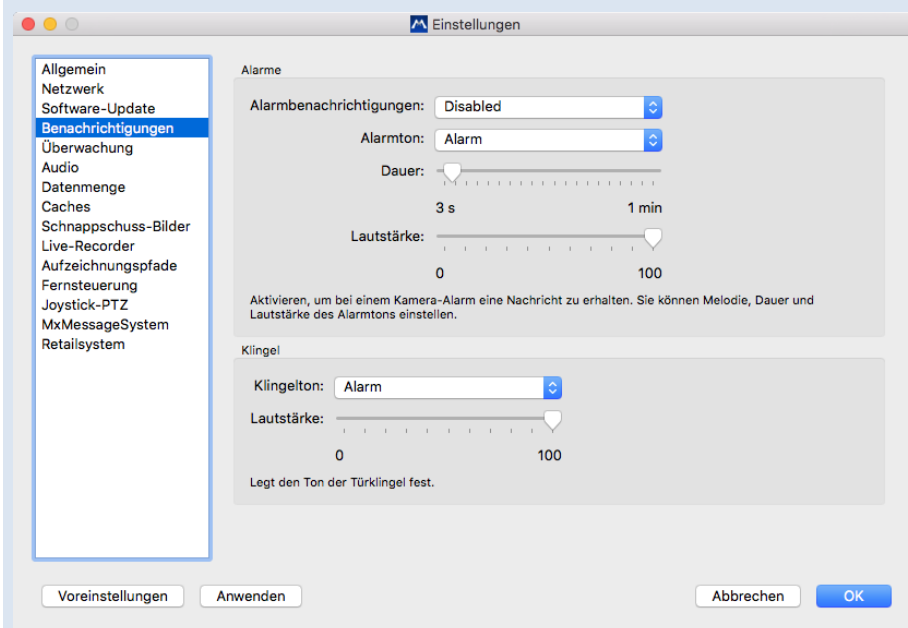 Einstellungen
Allgemein
Netzwerk
Software-Update
Benachrichtigungen
Überwachung
Audio
Datenmenge
Caches
Schnappschuss-Bilder
Live-Recorder
Aufzeichnungspfade
Fernsteuerung
Joystick-PTZ
MxMessageSystem
Retailsystem
Alarme
Alarmbenachrichtigungen: Disabled
Alarmton: Alarm
Dauer:
3 s 1 min
Lautstärke:
0 100
Aktivieren, um bei einem Kamera-Alarm eine Nachricht zu erhalten. Sie können Melodie, Dauer und
Lautstärke des Alarmtons einstellen.
Klingel
Klingelton: Alarm
Lautstärke:
0 100
Legt den Ton der Türklingel fest.
Voreinstellungen Anwenden Abbrechen OK